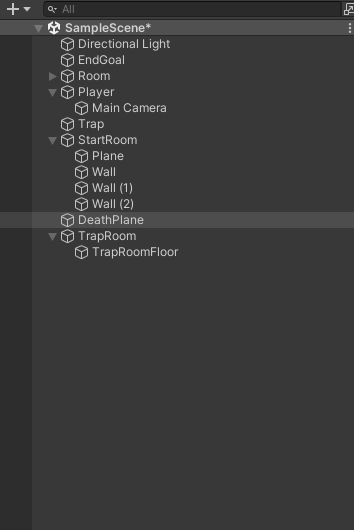 All
SampleScene*
Directional Light
EndGoal
Room
Player
Main Camera
Trap
StartRoom
Plane
Wall
Wall (1)
Wall (2)
DeathPlane
TrapRoom
TrapRoomFloor